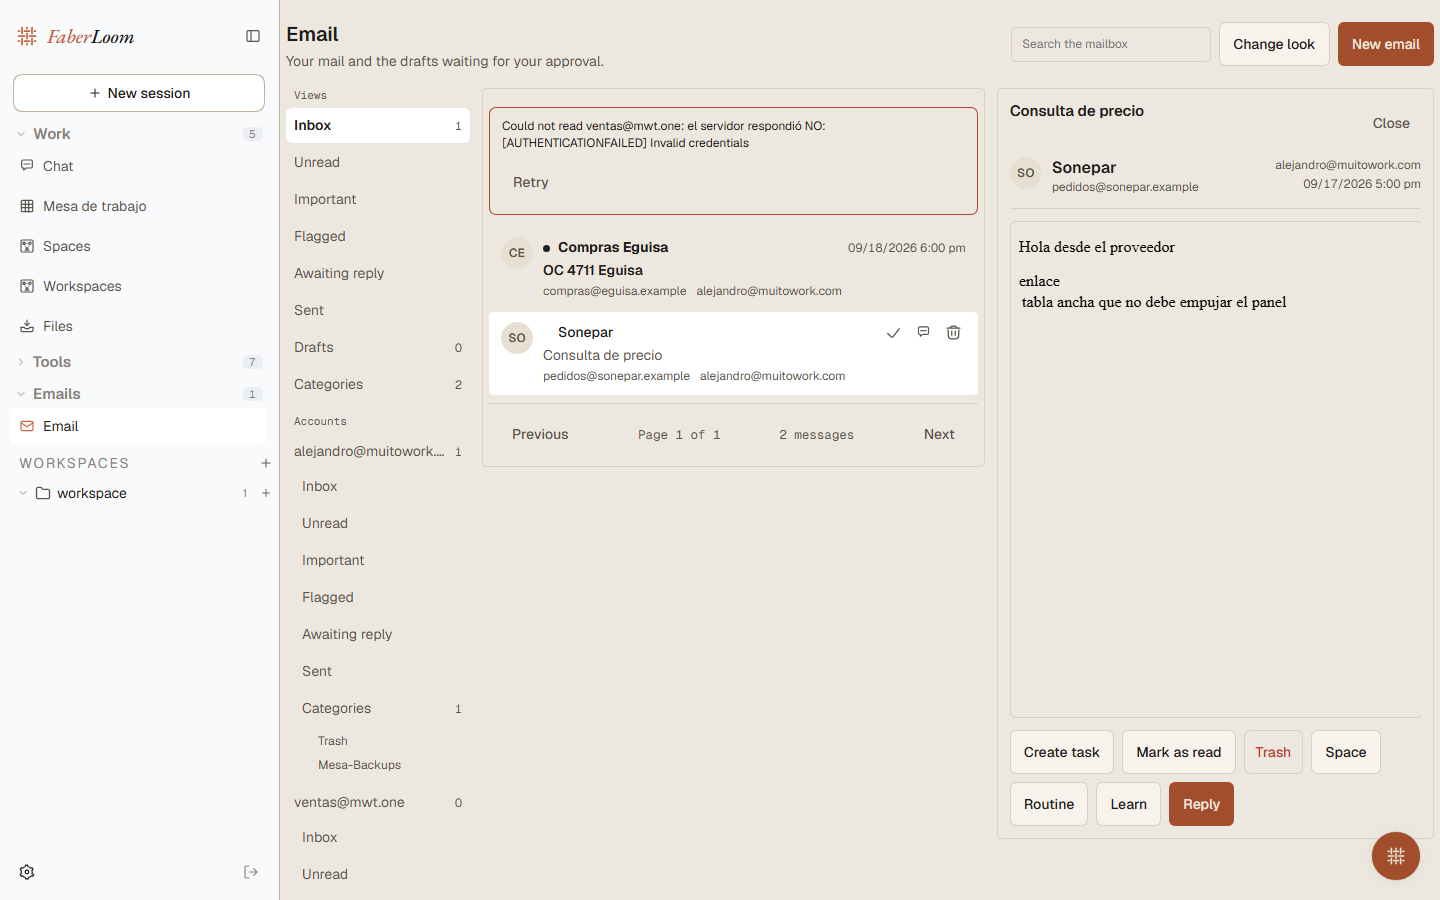 FaberLoom
+ New session
Work 5
Chat
Mesa de trabajo
Spaces
Workspaces
Files
Tools 7
Emails 1
Email
WORKSPACES +
workspace 1 +
Email
Your mail and the drafts waiting for your approval.
Search the mailbox
Change look
New email
Views
Inbox 1
Unread
Important
Flagged
Awaiting reply
Sent
Drafts 0
Categories 2
Accounts
alejandro@muitowork.... 1
Inbox
Unread
Important
Flagged
Awaiting reply
Sent
Categories 1
Trash
Mesa-Backups
ventas@mwt.one 0
Inbox
Unread
Could not read ventas@mwt.one: el servidor respondió NO:
[AUTHENTICATIONFAILED] Invalid credentials
Retry
CE
Compras Eguisa 09/18/2026 6:00 pm
OC 4711 Eguisa
compras@eguisa.example alejandro@muitowork.com
SO
Sonepar
Consulta de precio
pedidos@sonepar.example alejandro@muitowork.com
Previous Page 1 of 1 2 messages Next
Consulta de precio
Close
SO
Sonepar alejandro@muitowork.com
pedidos@sonepar.example 09/17/2026 5:00 pm
Hola desde el proveedor
enlace
tabla ancha que no debe empujar el panel
Create task Mark as read Trash Space
Routine Learn Reply